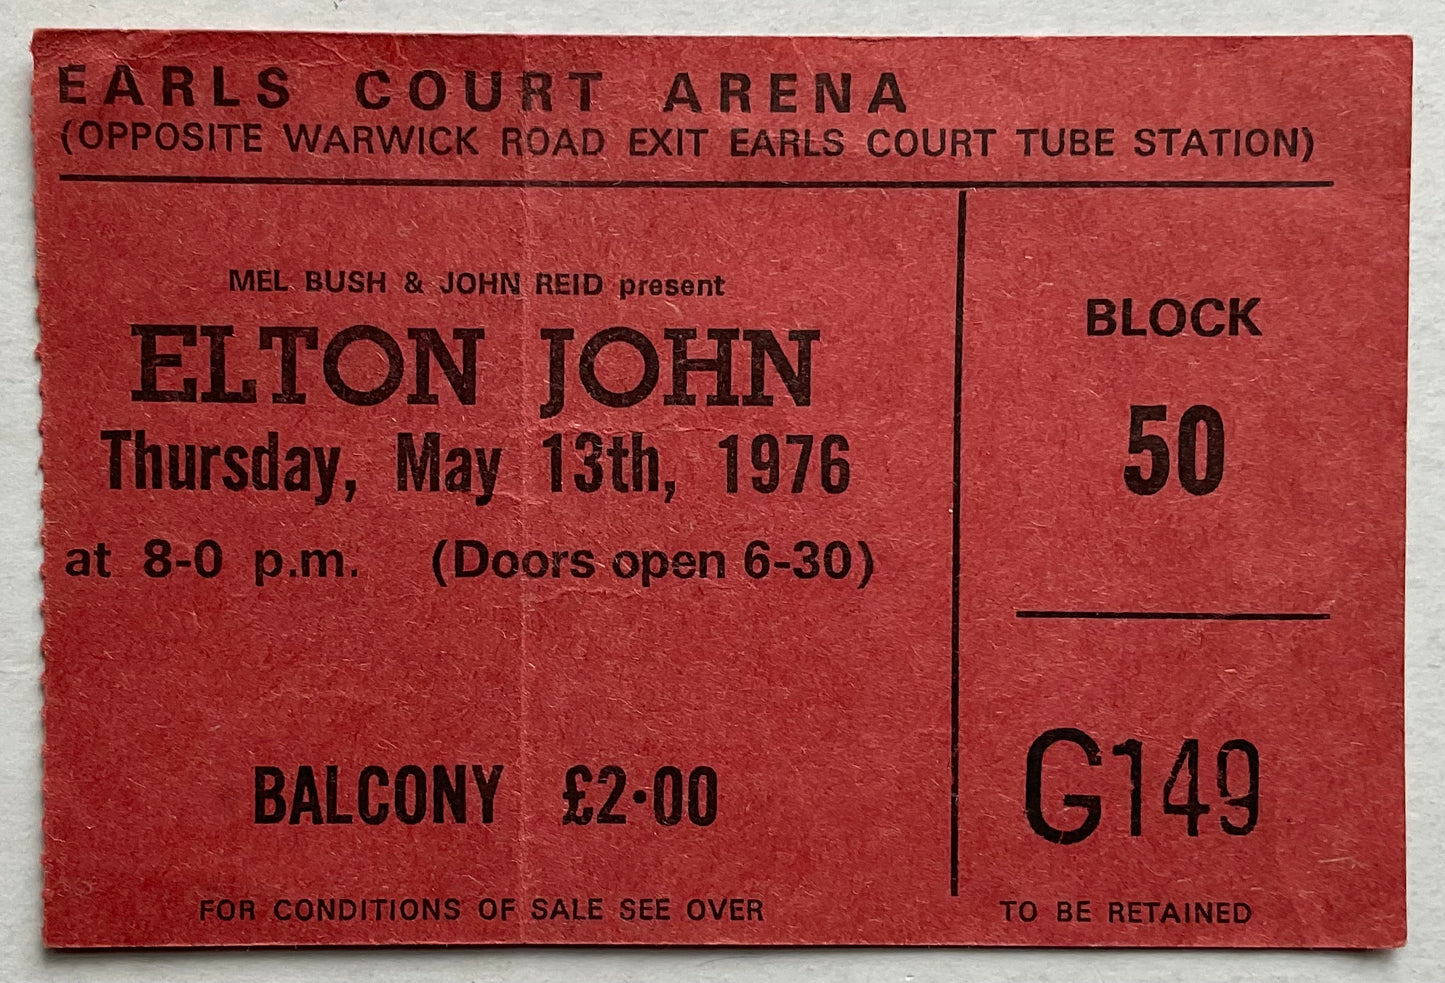 EARLS COURT ARENA
(OPPOSITE WARWICK ROAD EXIT EARLS COURT TUBE STATION)
MEL BUSH & JOHN REID present
ELTON JOHN
Thursday, May 13th, 1976
at 8-0 p.m. (Doors open 6-30)
BALCONY £2·00
FOR CONDITIONS OF SALE SEE OVER
BLOCK
50
G149
TO BE RETAINED